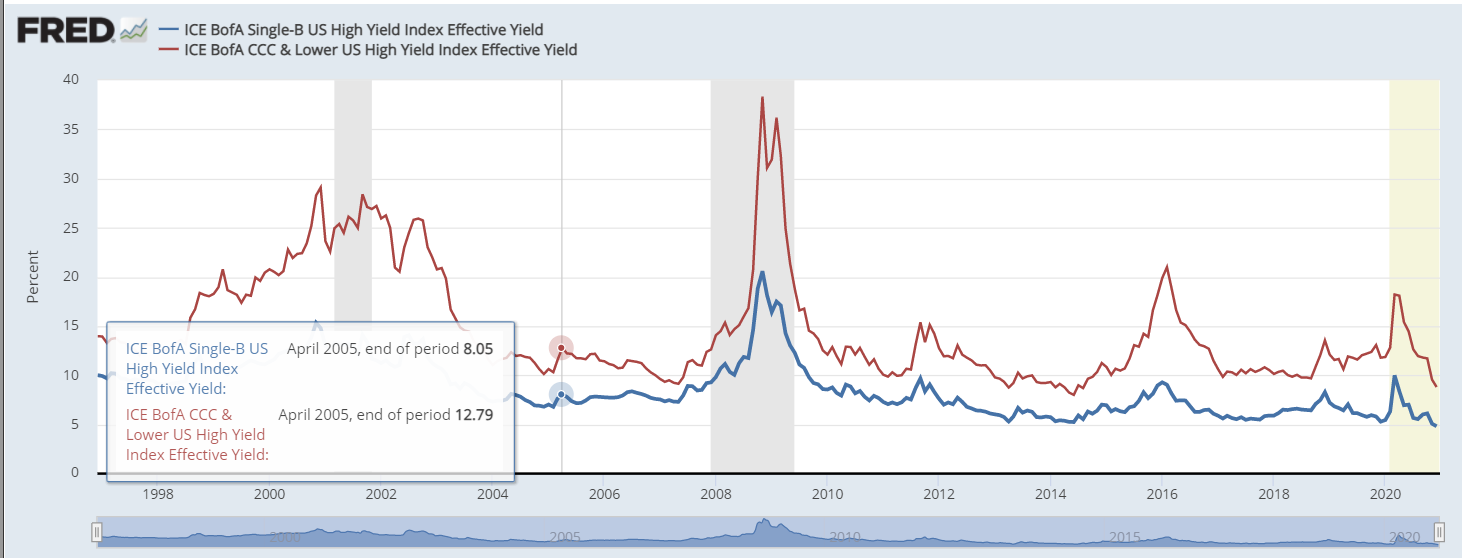 FRED
ICE BofA Single-B US High Yield Index Effective Yield
ICE BofA CCC & Lower US High Yield Index Effective Yield
Percent
40
35
30
25
20
15
10
5
0
ICE BofA Single-B US
High Yield Index
Effective Yield:
April 2005, end of period 8.05
ICE BofA CCC &
Lower US High Yield
Index Effective Yield:
April 2005, end of period 12.79
1998 2000 2002 2004 2006 2008 2010 2012 2014 2016 2018 2020
2000 2005 2010 2015 2020